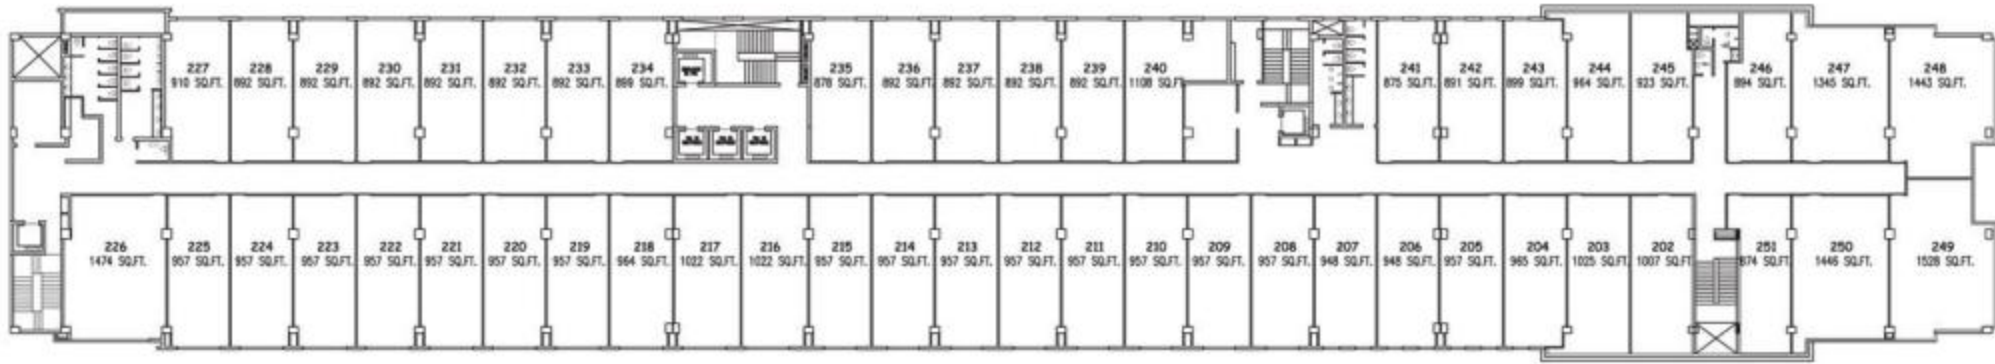 227
910 SQ.FT.
228
892 SQ.FT.
229
892 SQ.FT.
230
892 SQ.FT.
231
892 SQ.FT.
232
892 SQ.FT.
233
892 SQ.FT.
234
899 SQ.FT.
235
878 SQ.FT.
236
892 SQ.FT.
237
892 SQ.FT.
238
892 SQ.FT.
239
892 SQ.FT.
240
1108 SQ.FT.
241
875 SQ.FT.
242
891 SQ.FT.
243
899 SQ.FT.
244
964 SQ.FT.
245
923 SQ.FT.
246
894 SQ.FT.
247
1345 SQ.FT.
248
1443 SQ.FT.
226
1474 SQ.FT.
225
957 SQ.FT.
224
957 SQ.FT.
223
957 SQ.FT.
222
957 SQ.FT.
221
957 SQ.FT.
220
957 SQ.FT.
219
957 SQ.FT.
218
964 SQ.FT.
217
1022 SQ.FT.
216
1022 SQ.FT.
215
957 SQ.FT.
214
957 SQ.FT.
213
957 SQ.FT.
212
957 SQ.FT.
211
957 SQ.FT.
210
957 SQ.FT.
209
957 SQ.FT.
208
957 SQ.FT.
207
948 SQ.FT.
206
948 SQ.FT.
205
957 SQ.FT.
204
965 SQ.FT.
203
1025 SQ.FT.
202
1007 SQ.FT
251
874 SQ.FT.
250
1446 SQ.FT.
249
1528 SQ.FT.